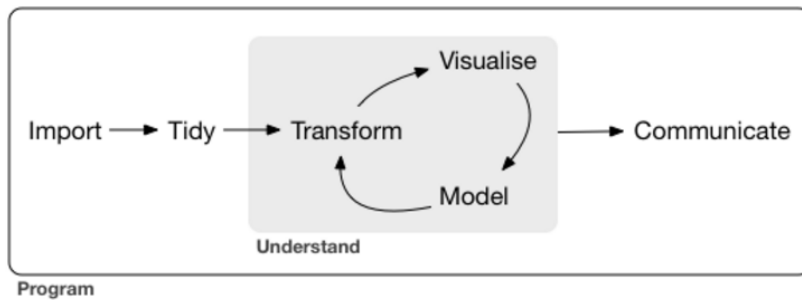 Visualise
Import Tidy Transform Communicate
Model
Understand
Program